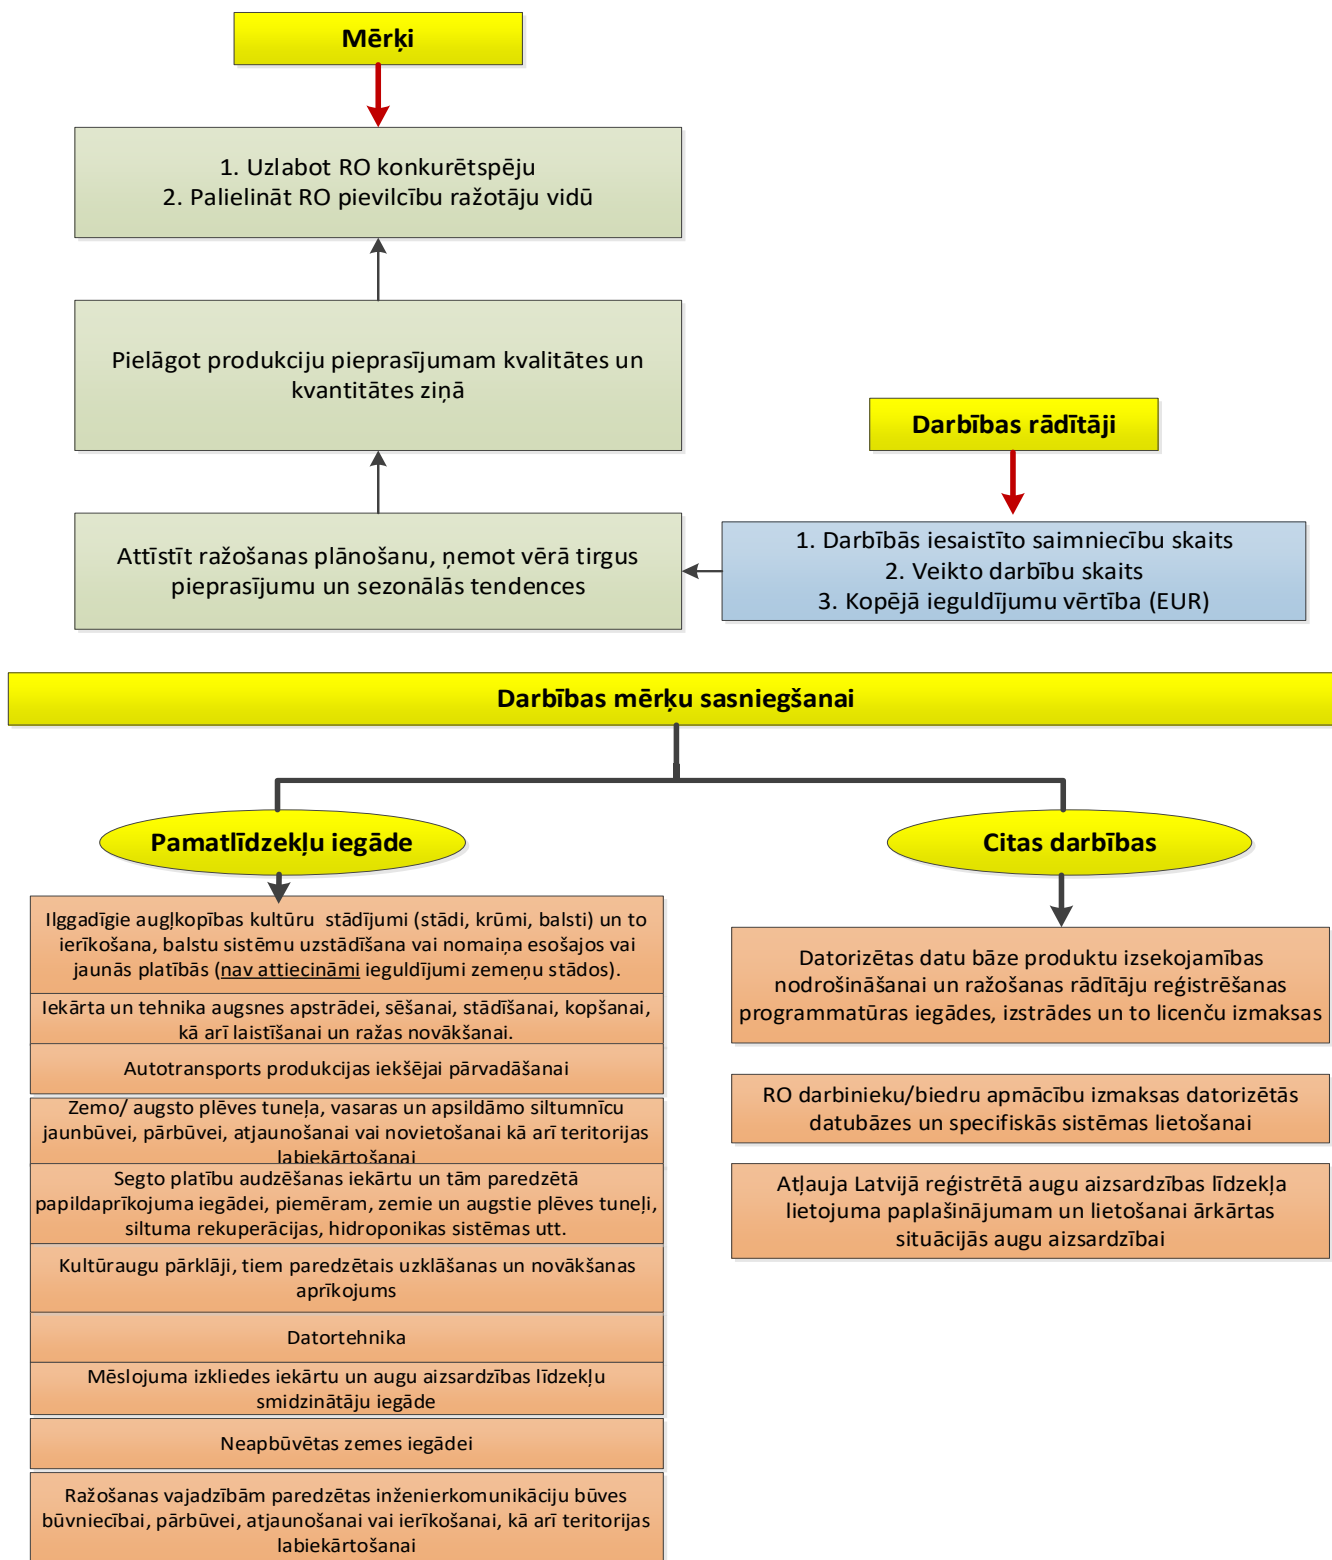 Mērķi
1. Uzlabot RO konkurētspēju
2. Palielināt RO pievilcību ražotāju vidū
Pielāgot produkciju pieprasījumam kvalitātes un
kvantitātes ziņā
Darbības rādītāji
Attīstīt ražošanas plānošanu, ņemot vērā tirgus
pieprasījumu un sezonālās tendences
1. Darbībās iesaistīto saimniecību skaits
2. Veikto darbību skaits
3. Kopējā ieguldījumu vērtība (EUR)
Darbības mērķu sasniegšanai
Pamatlīdzekļu iegāde
Ilggadīgie augļkopības kultūru stādījumi (stādi, krūmi, balsti) un to
ierīkošana, balstu sistēmu uzstādīšana vai nomaiņa esošajos vai
jaunās platībās (nav attiecināmi ieguldījumi zemeņu stādos).
Iekārta un tehnika augsnes apstrādei, sēšanai, stādīšanai, kopšanai,
kā arī laistīšanai un ražas novākšanai.
Autotransports produkcijas iekšējai pārvadāšanai
Zemo/ augsto plēves tuneļa, vasaras un apsildāmo siltumnīcu
jaunbūvei, pārbūvei, atjaunošanai vai novietošanai kā arī teritorijas
labiekārtošanai
Segto platību audzēšanas iekārtu un tām paredzētā
papildaprīkojuma iegādei, piemēram, zemie un augstie plēves tuneļi,
siltuma rekuperācijas, hidroponikas sistēmas utt.
Kultūraugu pārklāji, tiem paredzētais uzklāšanas un novākšanas
aprīkojums
Datortehnika
Mēslojuma izkliedes iekārtu un augu aizsardzības līdzekļu
smidzinātāju iegāde
Neapbūvētas zemes iegādei
Ražošanas vajadzībām paredzētas inženierkomunikāciju būves
būvniecībai, pārbūvei, atjaunošanai vai ierīkošanai, kā arī teritorijas
labiekārtošanai
Citas darbības
Datorizētas datu bāze produktu izsekojamības
nodrošināšanai un ražošanas rādītāju reģistrēšanas
programmatūras iegādes, izstrādes un to licenču izmaksas
RO darbinieku/biedru apmācību izmaksas datorizētās
datubāzes un specifiskās sistēmas lietošanai
Atļauja Latvijā reģistrētā augu aizsardzības līdzekļa
lietojuma paplašinājumam un lietošanai ārkārtas
situācijās augu aizsardzībai